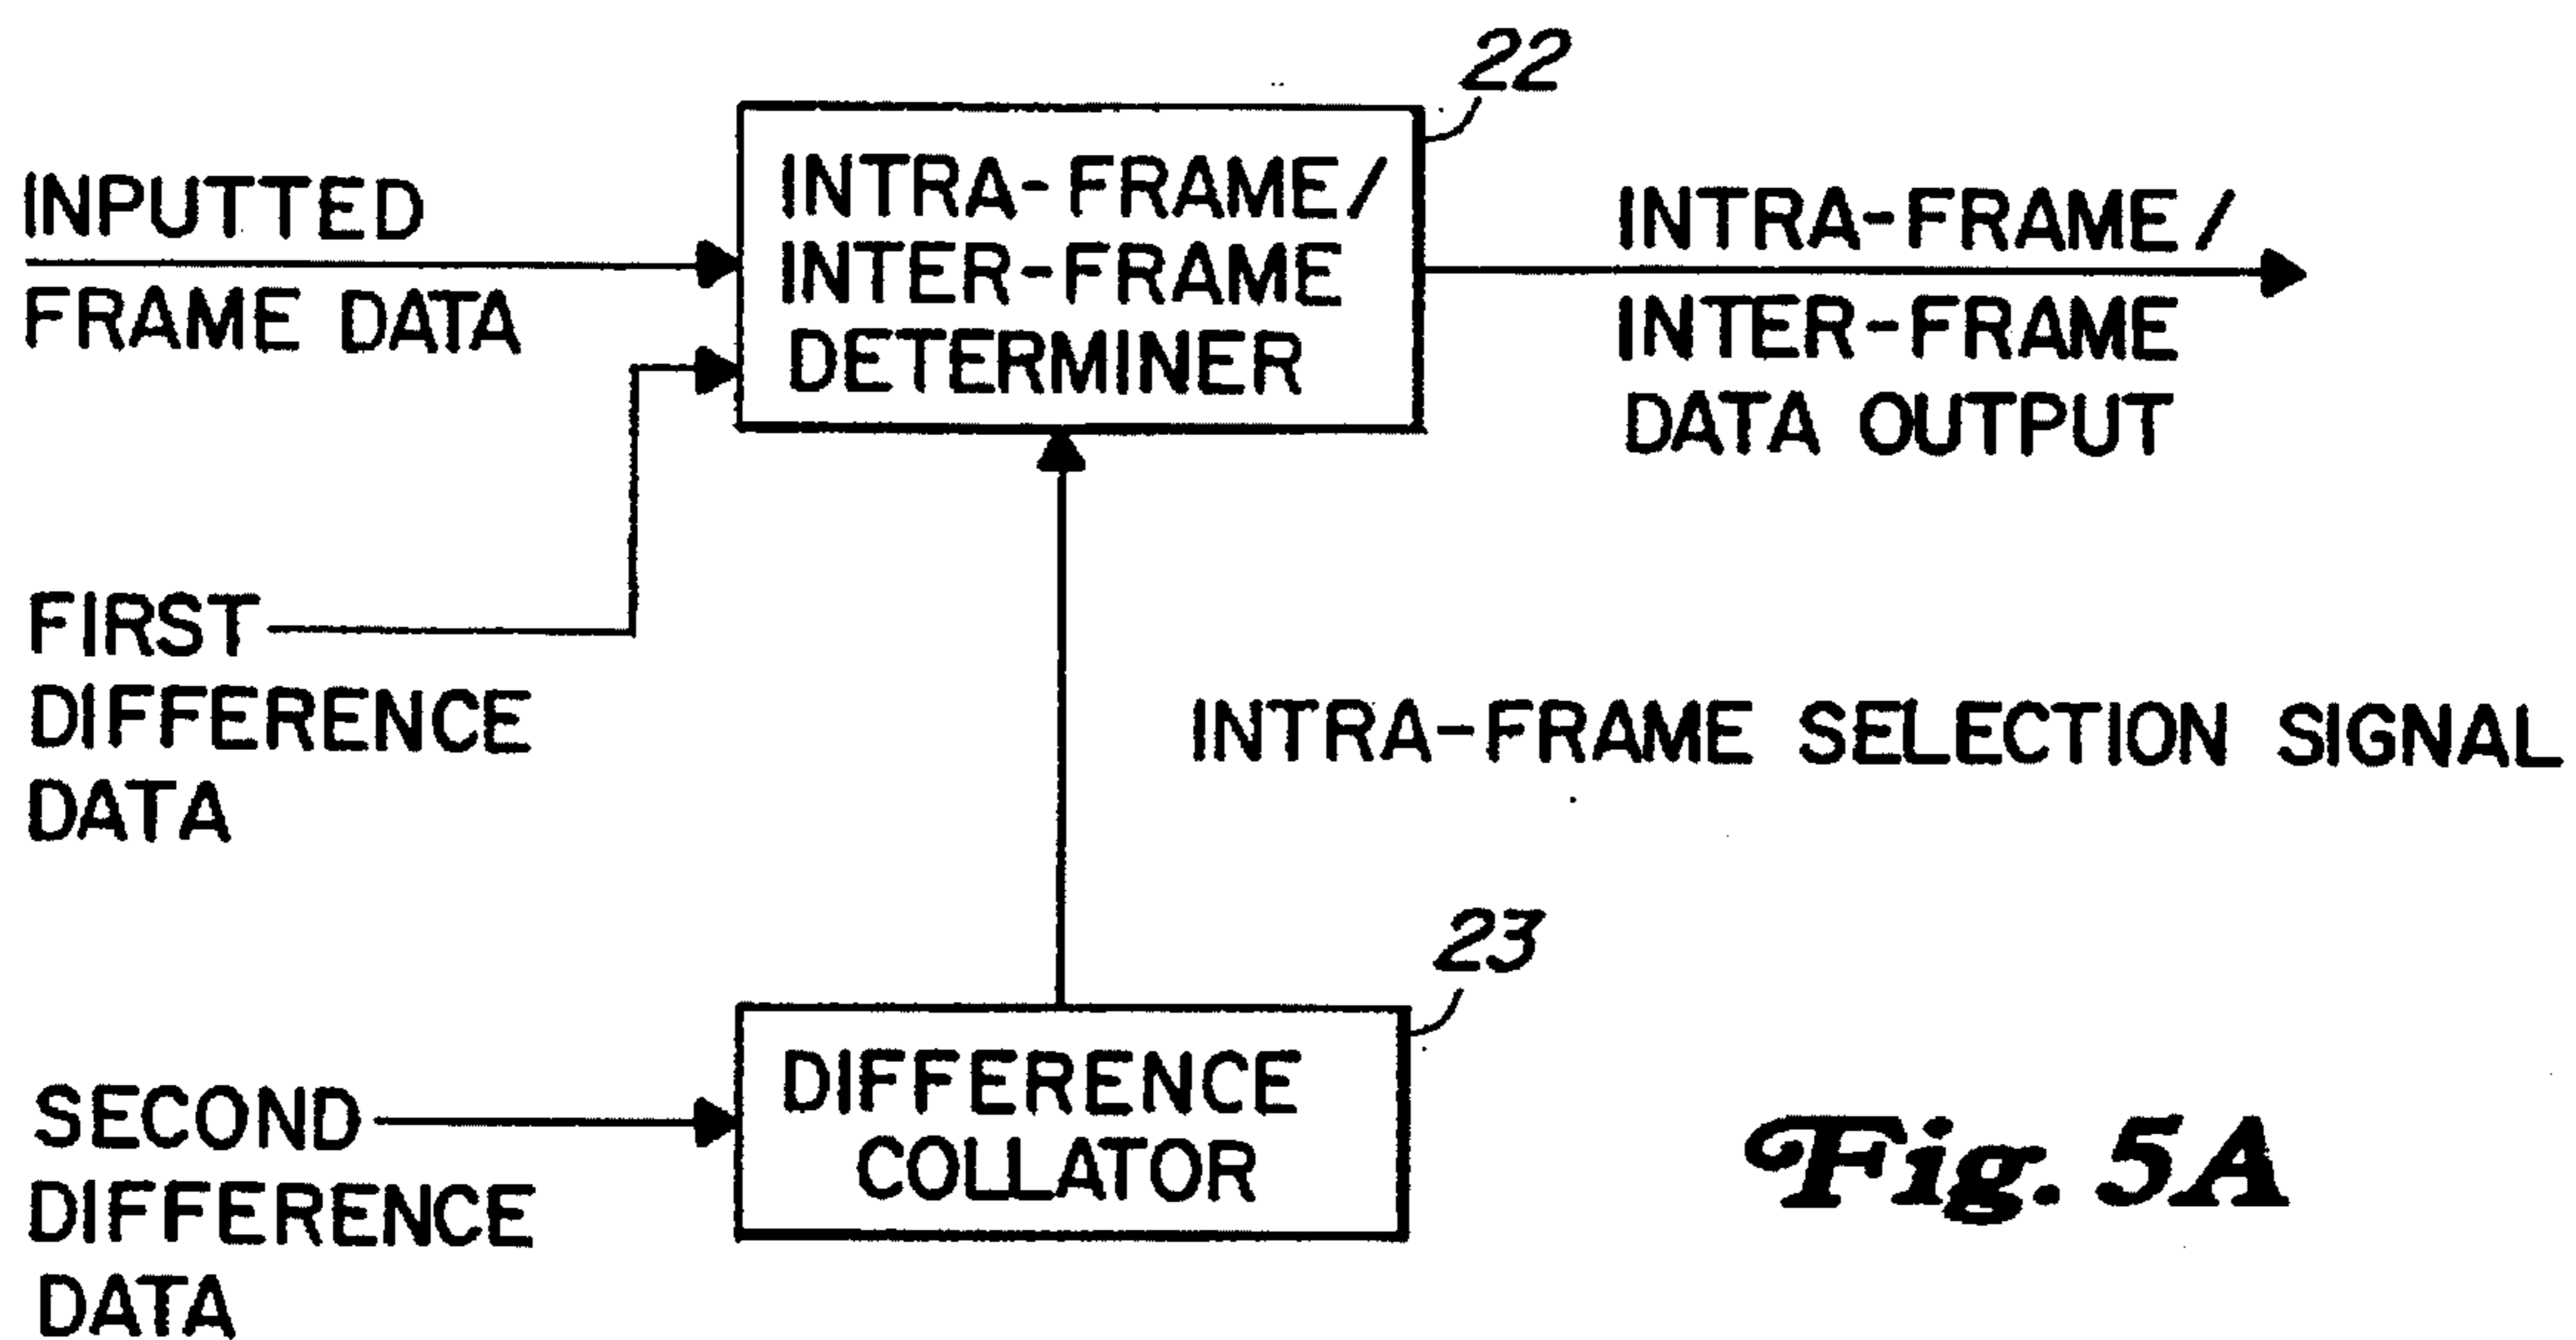 22
INPUTTED
FRAME DATA
INTRA-FRAME/
INTER-FRAME
DETERMINER
INTRA-FRAME/
INTER-FRAME
DATA OUTPUT
FIRST
DIFFERENCE
DATA
INTRA-FRAME SELECTION SIGNAL
23
SECOND
DIFFERENCE
DATA
DIFFERENCE
COLLATOR
Fig. 5A